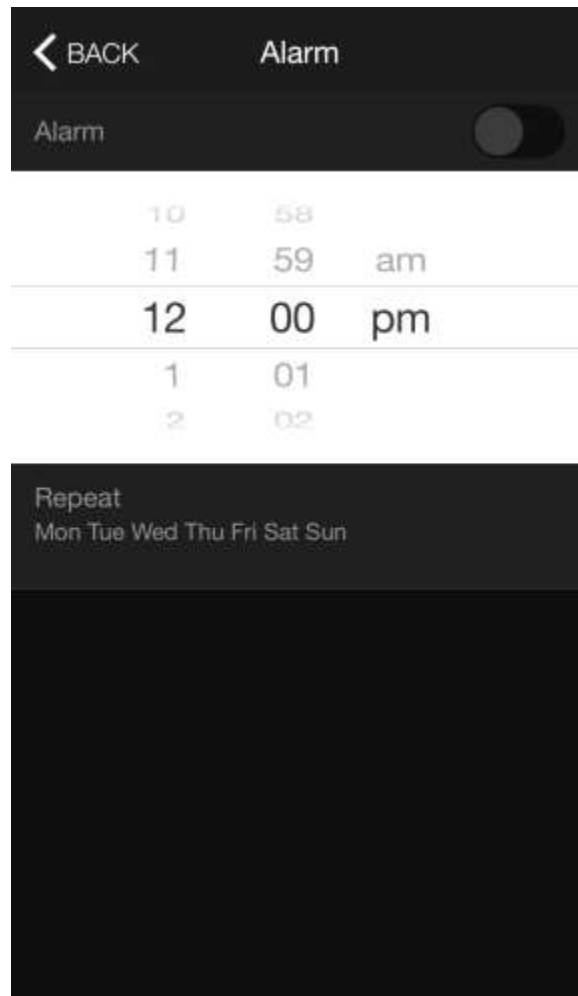 BACK Alarm
Alarm
10 58
11 59 am
12 00 pm
1 01
2 02
Repeat
Mon Tue Wed Thu Fri Sat Sun